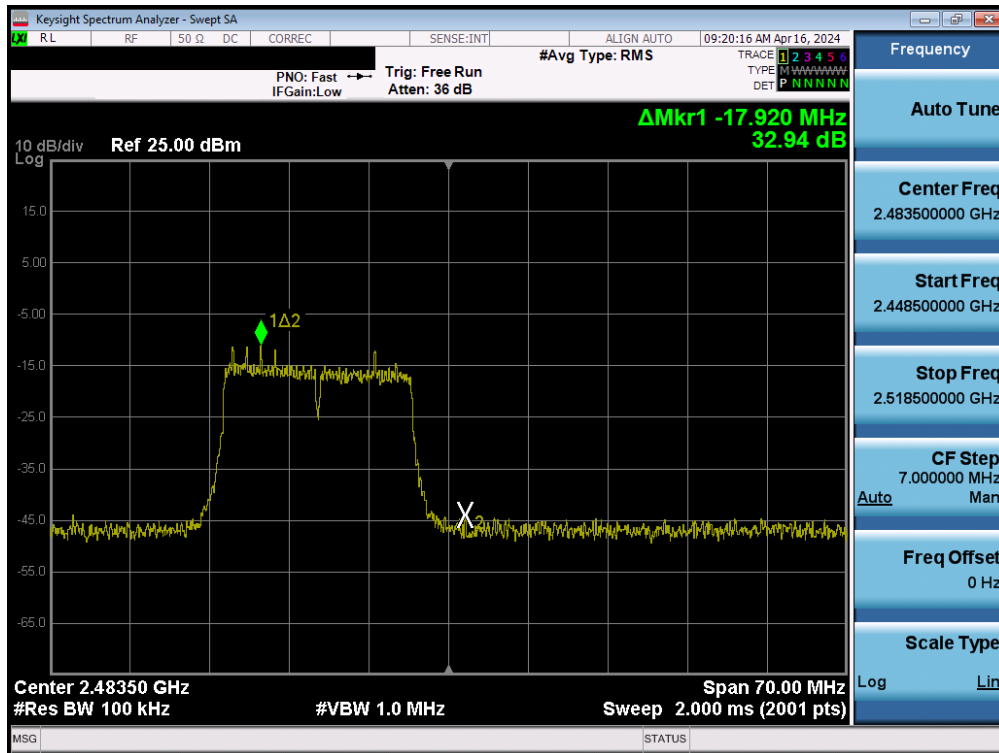 Keysight Spectrum Analyzer - Swept SA
LXI RL RF 50 Ω DC CORREC SENSE:INT ALIGN AUTO 09:20:16 AM Apr 16, 2024
PNO: Fast
IFGain:Low
Trig: Free Run
Atten: 36 dB
#Avg Type: RMS
TRACE 1 2 3 4 5 6
TYPE M WWWWW
DET P N N N N N
ΔMkr1 -17.920 MHz
32.94 dB
10 dB/div Ref 25.00 dBm
Log
15.0
5.00
-5.00
-15.0
-25.0
-35.0
-45.0
-55.0
-65.0
1Δ2
X2
Center 2.48350 GHz Span 70.00 MHz
#Res BW 100 kHz #VBW 1.0 MHz Sweep 2.000 ms (2001 pts)
MSG STATUS
Frequency
Auto Tune
Center Freq
2.483500000 GHz
Start Freq
2.448500000 GHz
Stop Freq
2.518500000 GHz
CF Step
7.000000 MHz
Auto Man
Freq Offset
0 Hz
Scale Type
Log Lin